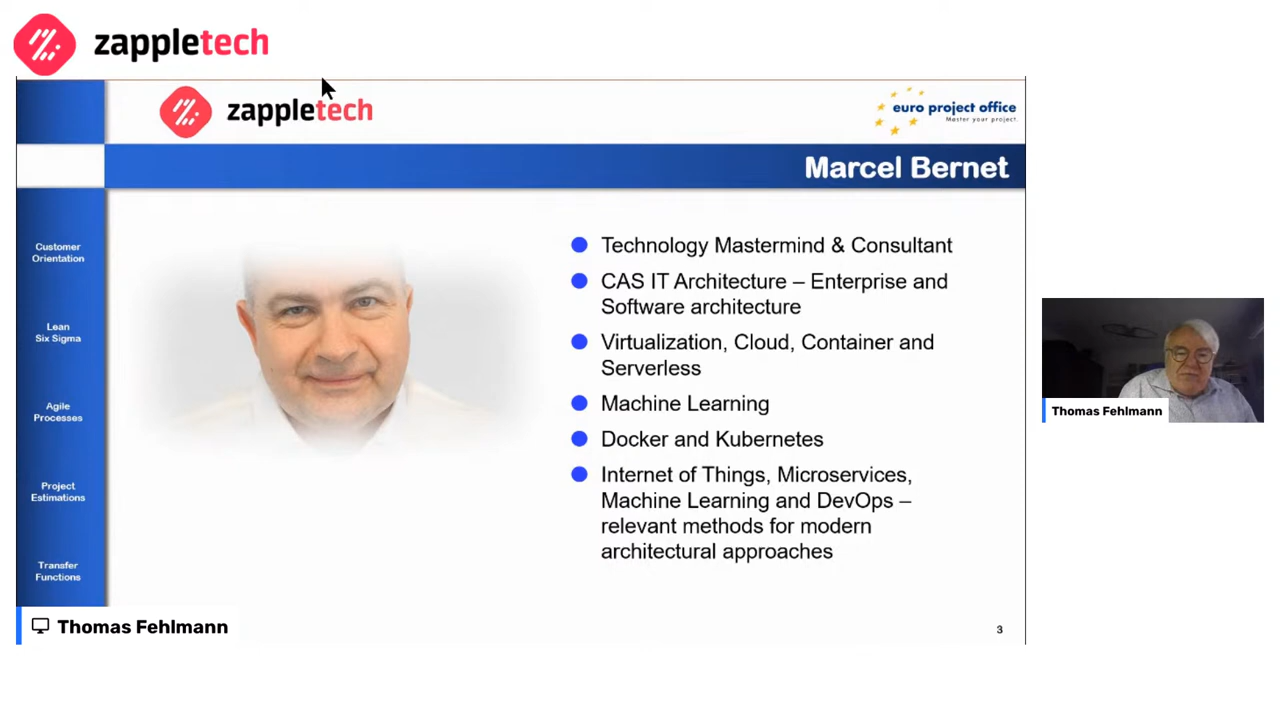 zappletech
zappletech
euro project office
Master your project.
Marcel Bernet
Customer
Orientation
Lean
Six Sigma
Agile
Processes
Project
Estimations
Transfer
Functions
Technology Mastermind & Consultant
CAS IT Architecture – Enterprise and
Software architecture
Virtualization, Cloud, Container and
Serverless
Machine Learning
Docker and Kubernetes
Internet of Things, Microservices,
Machine Learning and DevOps –
relevant methods for modern
architectural approaches
Thomas Fehlmann
Thomas Fehlmann
3